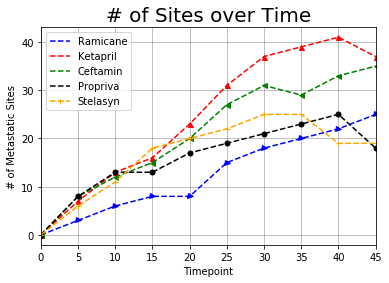 # of Sites over Time
Ramicane
Ketapril
Ceftamin
Propriva
Stelasyn
# of Metastatic Sites
40
30
20
10
0
0 5 10 15 20 25 30 35 40 45
Timepoint